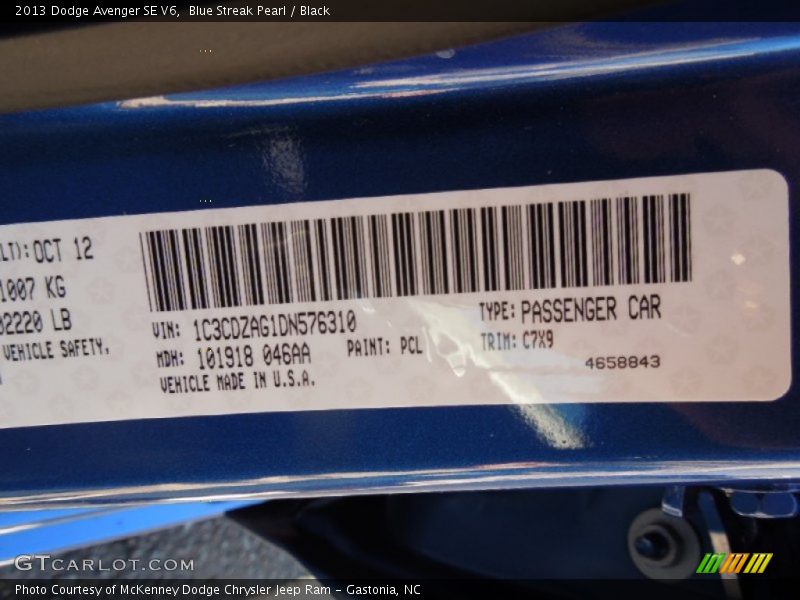 2013 Dodge Avenger SE V6,  Blue Streak Pearl / Black
LT): OCT 12
1007 KG
02220 LB
VEHICLE SAFETY,
VIN: 1C3CDZAG1DN576310
TYPE: PASSENGER CAR
MDH: 101918 046AA
PAINT: PCL
TRIM: C7X9
VEHICLE MADE IN U.S.A.
4658843
GTCARLOT.COM
Photo Courtesy of McKenney Dodge Chrysler Jeep Ram – Gastonia, NC